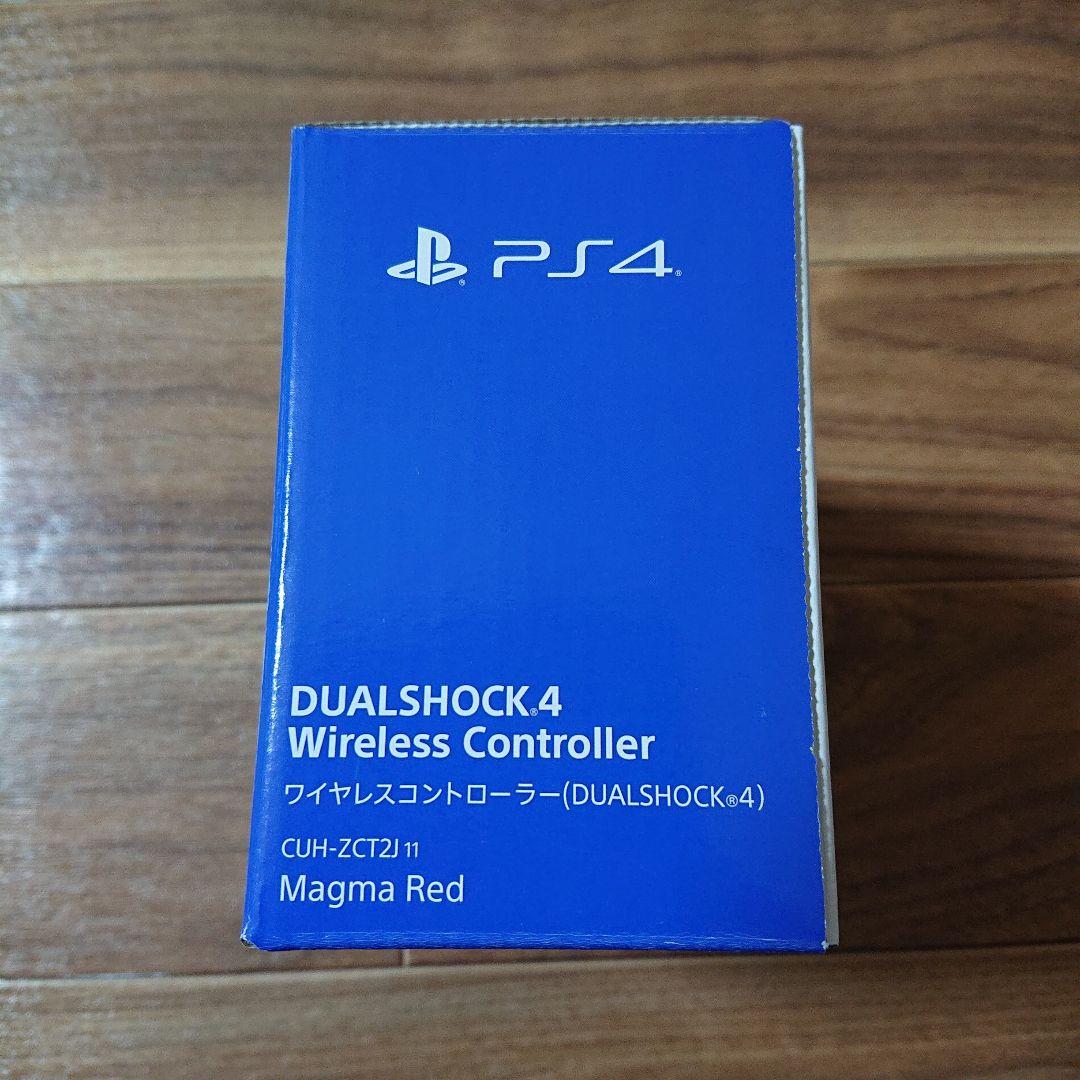 PS4®
DUALSHOCK®4
Wireless Controller
ワイヤレスコントローラー(DUALSHOCK®4)
CUH-ZCT2J 11
Magma Red